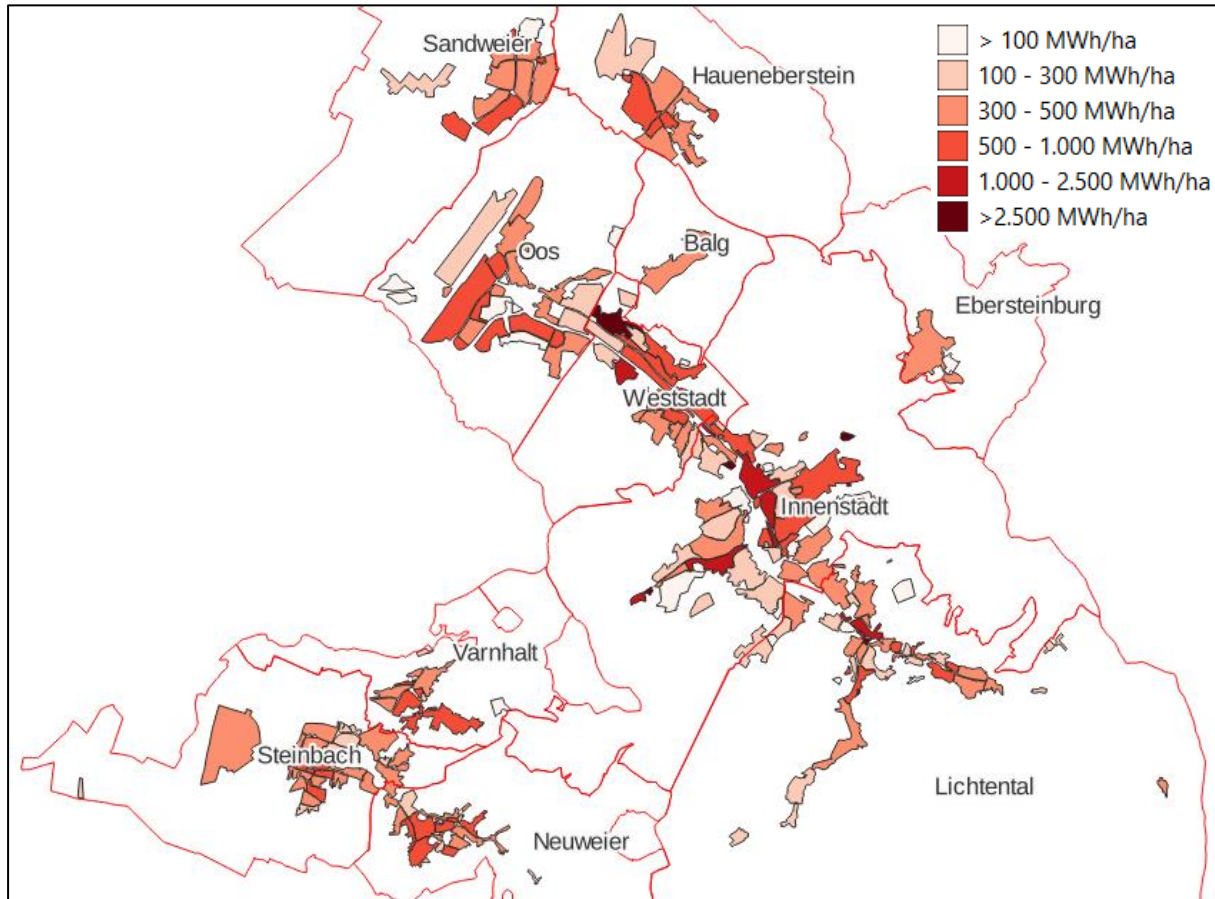 > 100 MWh/ha
100 - 300 MWh/ha
300 - 500 MWh/ha
500 - 1.000 MWh/ha
1.000 - 2.500 MWh/ha
>2.500 MWh/ha
Sandweier
Haueneberstein
Oos
Balg
Ebersteinburg
Weststadt
Innenstadt
Varnhalt
Steinbach
Lichtental
Neuweier